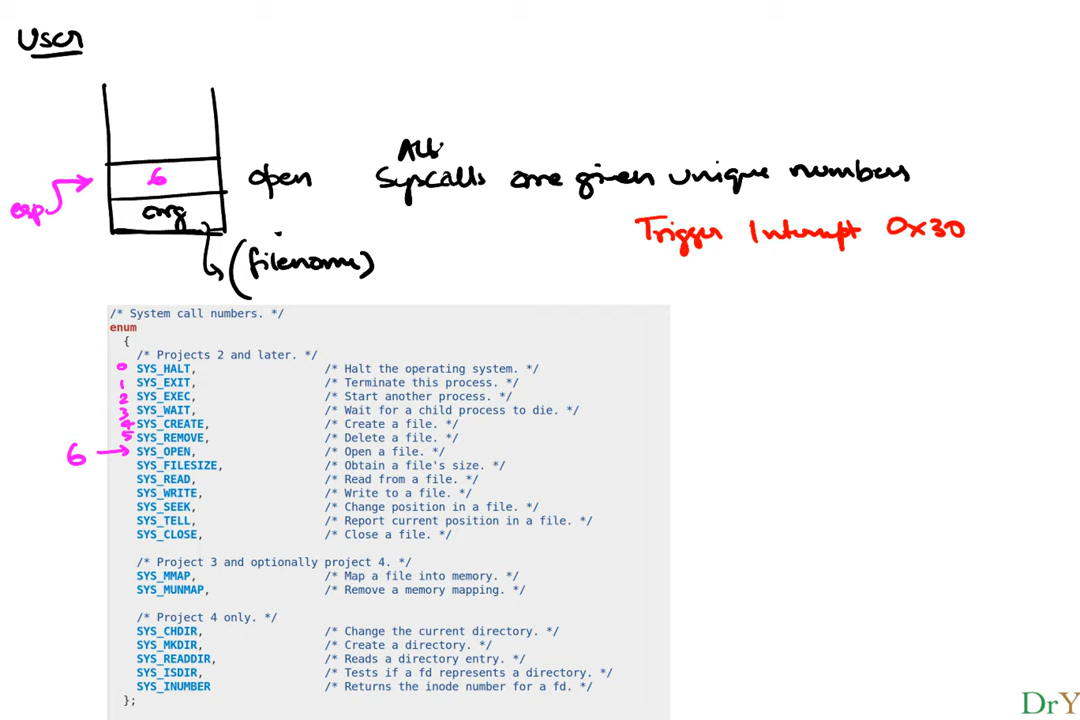 User
6
esp
arg
open
(filename)
All
Syscalls are given unique numbers
Trigger Interrupt 0x30
/* System call numbers. */
enum
{
/* Projects 2 and later. */
0 SYS_HALT, /* Halt the operating system. */
1 SYS_EXIT, /* Terminate this process. */
2 SYS_EXEC, /* Start another process. */
3 SYS_WAIT, /* Wait for a child process to die. */
4 SYS_CREATE, /* Create a file. */
5 SYS_REMOVE, /* Delete a file. */
6 SYS_OPEN, /* Open a file. */
SYS_FILESIZE, /* Obtain a file's size. */
SYS_READ, /* Read from a file. */
SYS_WRITE, /* Write to a file. */
SYS_SEEK, /* Change position in a file. */
SYS_TELL, /* Report current position in a file. */
SYS_CLOSE, /* Close a file. */
/* Project 3 and optionally project 4. */
SYS_MMAP, /* Map a file into memory. */
SYS_MUNMAP, /* Remove a memory mapping. */
/* Project 4 only. */
SYS_CHDIR, /* Change the current directory. */
SYS_MKDIR, /* Create a directory. */
SYS_READDIR, /* Reads a directory entry. */
SYS_ISDIR, /* Tests if a fd represents a directory. */
SYS_INUMBER /* Returns the inode number for a fd. */
};
DrY